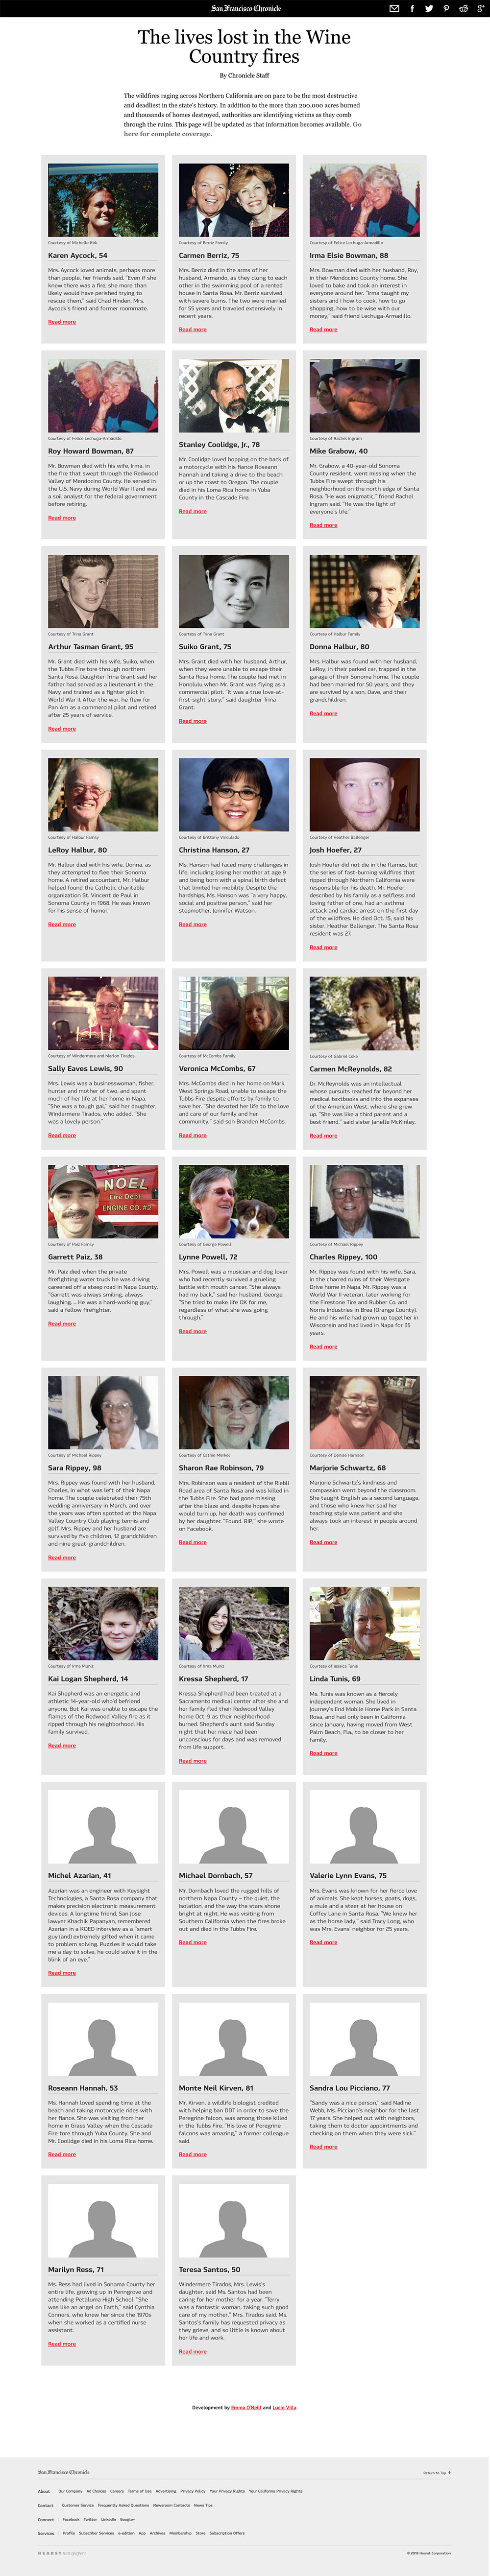 San Francisco Chronicle
The lives lost in the Wine
Country fires
By Chronicle Staff
The wildfires raging across Northern California are on pace to be the most destructive
and deadliest in the state's history. In addition to the more than 200,000 acres burned
and thousands of homes destroyed, authorities are identifying victims as they comb
through the ruins. This page will be updated as that information becomes available. Go
here for complete coverage.
Courtesy of Michelle Kirk
Karen Aycock, 54
Mrs. Aycock loved animals, perhaps more
than people, her friends said. "Even if she
knew there was a fire, she more than
likely would have perished trying to
rescue them," said Chad Hinden, Mrs.
Aycock's friend and former roommate.
Read more
Courtesy of Berriz Family
Carmen Berriz, 75
Mrs. Berriz died in the arms of her
husband, Armando, as they clung to each
other in the swimming pool of a rented
house in Santa Rosa. Mr. Berriz survived
with severe burns. The two were married
for 55 years and traveled extensively in
recent years.
Read more
Courtesy of Felice Lechuga-Armadillo
Irma Elsie Bowman, 88
Mrs. Bowman died with her husband, Roy,
in their Mendocino County home. She
loved to bake and took an interest in
everyone around her. "Irma taught my
sisters and I how to cook, how to go
shopping, how to be wise with our
money," said friend Lechuga-Armadillo.
Read more
Courtesy of Felice Lechuga-Armadillo
Roy Howard Bowman, 87
Mr. Bowman died with his wife, Irma, in
the fire that swept through the Redwood
Valley of Mendocino County. He served in
the U.S. Navy during World War II and was
a soil analyst for the federal government
before retiring.
Read more
Stanley Coolidge, Jr., 78
Mr. Coolidge loved hopping on the back of
a motorcycle with his fiance Roseann
Hannah and taking a drive to the beach
or up the coast to Oregon. The couple
died in his Loma Rica home in Yuba
County in the Cascade Fire.
Read more
Courtesy of Rachel Ingram
Mike Grabow, 40
Mr. Grabow, a 40-year-old Sonoma
County resident, went missing when the
Tubbs Fire swept through his
neighborhood on the north edge of Santa
Rosa. "He was enigmatic," friend Rachel
Ingram said. "He was the light of
everyone's life."
Read more
Courtesy of Trina Grant
Arthur Tasman Grant, 95
Mr. Grant died with his wife, Suiko, when
the Tubbs Fire tore through northern
Santa Rosa. Daughter Trina Grant said her
father had served as a lieutenant in the
Navy and trained as a fighter pilot in
World War II. After the war, he flew for
Pan Am as a commercial pilot and retired
after 25 years of service.
Read more
Courtesy of Trina Grant
Suiko Grant, 75
Mrs. Grant died with her husband, Arthur,
when they were unable to escape their
Santa Rosa home. The couple had met in
Honolulu when Mr. Grant was flying as a
commercial pilot. "It was a true love-at-
first-sight story," said daughter Trina
Grant.
Read more
Courtesy of Halbur Family
Donna Halbur, 80
Mrs. Halbur was found with her husband,
LeRoy, in their parked car, trapped in the
garage of their Sonoma home. The couple
had been married for 50 years, and they
are survived by a son, Dave, and their
grandchildren.
Read more
Courtesy of Halbur Family
LeRoy Halbur, 80
Mr. Halbur died with his wife, Donna, as
they attempted to flee their Sonoma
Home. A retired accountant, Mr. Halbur
helped found the Catholic charitable
organization St. Vincent de Paul in
Sonoma County in 1968. He was known
for his sense of humor.
Read more
Courtesy of Brittany Vinculado
Christina Hanson, 27
Ms. Hanson had faced many challenges in
life, including losing her mother at age 9
and being born with a spinal birth defect
that limited her mobility. Despite the
hardships, Ms. Hanson was "a very happy,
social and positive person," said her
stepmother, Jennifer Watson.
Read more
Courtesy of Heather Ballenger
Josh Hoefer, 27
Josh Hoefer did not die in the flames, but
the series of fast-burning wildfires that
ripped through Northern California were
responsible for his death. Mr. Hoefer,
described by his family as a selfless and
loving father of one, had an asthma
attack and cardiac arrest on the first day
of the wildfires. He died Oct. 15, said his
sister, Heather Ballenger. The Santa Rosa
resident was 27.
Read more
Courtesy of Windermere and Marlon Tirados
Sally Eaves Lewis, 90
Mrs. Lewis was a businesswoman, fisher,
hunter and mother of two, and spent
much of her life at her home in Napa.
"She was a tough gal," said her daughter,
Windermere Tirados, who added, "She
was a lovely person."
Read more
Courtesy of McCombs Family
Veronica McCombs, 67
Mrs. McCombs died in her home on Mark
West Springs Road, unable to escape the
Tubbs Fire despite efforts by family to
save her. "She devoted her life to the love
and care of our family and her
community," said son Branden McCombs.
Read more
Courtesy of Gabriel Coke
Carmen McReynolds, 82
Dr. McReynolds was an intellectual
whose pursuits reached far beyond her
medical textbooks and into the expanses
of the American West, where she grew
up. "She was like a third parent and a
best friend," said sister Janelle McKinley.
Read more
NOEL
Fire Dept
ENGINE CO. #2
Courtesy of Paiz Family
Garrett Paiz, 38
Mr. Paiz died when the private
firefighting water truck he was driving
careened off a steep road in Napa County.
"Garrett was always smiling, always
laughing, ... He was a hard-working guy,"
said a fellow firefighter.
Read more
Courtesy of George Powell
Lynne Powell, 72
Mrs. Powell was a musician and dog lover
who had recently survived a grueling
battle with mouth cancer. "She always
had my back," said her husband, George.
"She tried to make life OK for me,
regardless of what she was going
through."
Read more
Courtesy of Michael Rippey
Charles Rippey, 100
Mr. Rippey was found with his wife, Sara,
in the charred ruins of their Westgate
Drive home in Napa. Mr. Rippey was a
World War II veteran, later working for
the Firestone Tire and Rubber Co. and
Norris Industries in Brea (Orange County).
He and his wife had grown up together in
Wisconsin and had lived in Napa for 35
years.
Read more
Courtesy of Michael Rippey
Sara Rippey, 98
Mrs. Rippey was found with her husband,
Charles, in what was left of their Napa
home. The couple celebrated their 75th
wedding anniversary in March, and over
the years was often spotted at the Napa
Valley Country Club playing tennis and
golf. Mrs. Rippey and her husband are
survived by five children, 12 grandchildren
and nine great-grandchildren.
Read more
Courtesy of Cathie Merkel
Sharon Rae Robinson, 79
Mrs. Robinson was a resident of the Riebli
Road area of Santa Rosa and was killed in
the Tubbs Fire. She had gone missing
after the blaze and, despite hopes she
would turn up, her death was confirmed
by her daughter. "Found. RIP," she wrote
on Facebook.
Read more
Courtesy of Denise Harrison
Marjorie Schwartz, 68
Marjorie Schwartz's kindness and
compassion went beyond the classroom.
She taught English as a second language,
and those who knew her said her
teaching style was patient and she
always took an interest in people around
her.
Read more
Courtesy of Irma Muniz
Kai Logan Shepherd, 14
Kai Shepherd was an energetic and
athletic 14-year-old who'd befriend
anyone. But Kai was unable to escape the
flames of the Redwood Valley fire as it
ripped through his neighborhood. His
family survived.
Read more
Courtesy of Irma Muniz
Kressa Shepherd, 17
Kressa Shepherd had been treated at a
Sacramento medical center after she and
her family fled their Redwood Valley
home Oct. 9 as their neighborhood
burned. Shepherd's aunt said Sunday
night that her niece had been
unconscious for days and was removed
from life support.
Read more
Courtesy of Jessica Tunis
Linda Tunis, 69
Ms. Tunis was known as a fiercely
independent woman. She lived in
Journey's End Mobile Home Park in Santa
Rosa, and had only been in California
since January, having moved from West
Palm Beach, Fla., to be closer to her
family.
Read more
Michel Azarian, 41
Azarian was an engineer with Keysight
Technologies, a Santa Rosa company that
makes precision electronic measurement
devices. A longtime friend, San Jose
lawyer Khachik Papanyan, remembered
Azarian in a KQED interview as a "smart
guy (and) extremely gifted when it came
to problem solving. Puzzles it would take
me a day to solve, he could solve it in the
blink of an eye."
Read more
Michael Dornbach, 57
Mr. Dornbach loved the rugged hills of
northern Napa County – the quiet, the
isolation, and the way the stars shone
bright at night. He was visiting from
Southern California when the fires broke
out and died in the Tubbs Fire.
Read more
Valerie Lynn Evans, 75
Mrs. Evans was known for her fierce love
of animals. She kept horses, goats, dogs,
a mula and a steer at her house on
Coffey Lane in Santa Rosa. "We knew her
as the horse lady," said Tracy Long, who
was Mrs. Evans' neighbor for 25 years.
Read more
Roseann Hannah, 53
Ms. Hannah loved spending time at the
beach and taking motorcycle rides with
her fiance. She was visiting from her
home in Grass Valley when the Cascade
Fire tore through Yuba County. She and
Mr. Coolidge died in his Loma Rica home.
Read more
Monte Neil Kirven, 81
Mr. Kirven, a wildlife biologist credited
with helping ban DDT in order to save the
Peregrine falcon, was among those killed
in the Tubbs Fire. "His love of Peregrine
falcons was amazing," a former colleague
said.
Read more
Sandra Lou Picciano, 77
"Sandy was a nice person," said Nadine
Webb, Ms. Picciano's neighbor for the last
17 years. She helped out with neighbors,
taking them to doctor appointments and
checking on them when they were sick."
Read more
Marilyn Ress, 71
Ms. Ress had lived in Sonoma County her
entire life, growing up in Penngrove and
attending Petaluma High School. "She
was like an angel on Earth," said Cynthia
Conners, who knew her since the 1970s
when she worked as a certified nurse
assistant.
Read more
Teresa Santos, 50
Windermere Tirados, Mrs. Lewis's
daughter, said Ms. Santos had been
caring for her mother for a year. "Terry
was a fantastic woman, taking such good
care of my mother," Mrs. Tirados said. Ms.
Santos's family has requested privacy as
they grieve, and so little is known about
her life and work.
Read more
Development by Emma O'Neill and Lucio Villa
San Francisco Chronicle
Return to Top
About Our Company Ad Choices Careers Terms of Use Advertising Privacy Policy Your Privacy Rights Your California Privacy Rights
Contact Customer Service Frequently Asked Questions Newsroom Contacts News Tips
Connect Facebook Twitter LinkedIn Google+
Services Profile Subscriber Services e-edition App Archives Membership Store Subscription Offers
HEARST newspapers
© 2018 Hearst Corporation